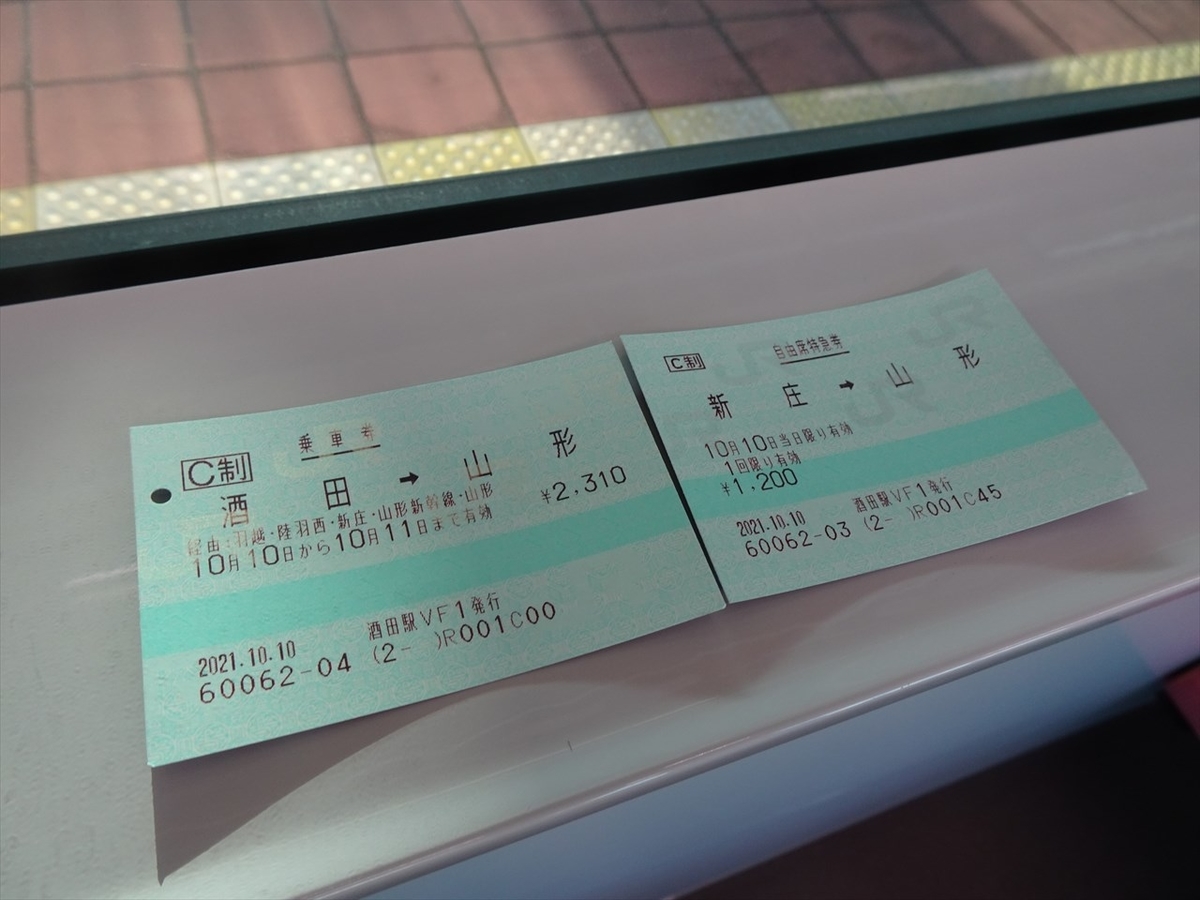 乗車券
C制
酒田→山形
経由:羽越・陸羽西・新庄・山形新幹線・山形
¥2,310
10月10日から10月11日まで有効
2021.10.10 酒田駅VF1発行
60062-04 (2- )R001C00
C制 自由席特急券
新庄→山形
10月10日当日限り有効
1回限り有効
¥1,200
2021.10.10 酒田駅VF1発行
60062-03 (2- )R001C45